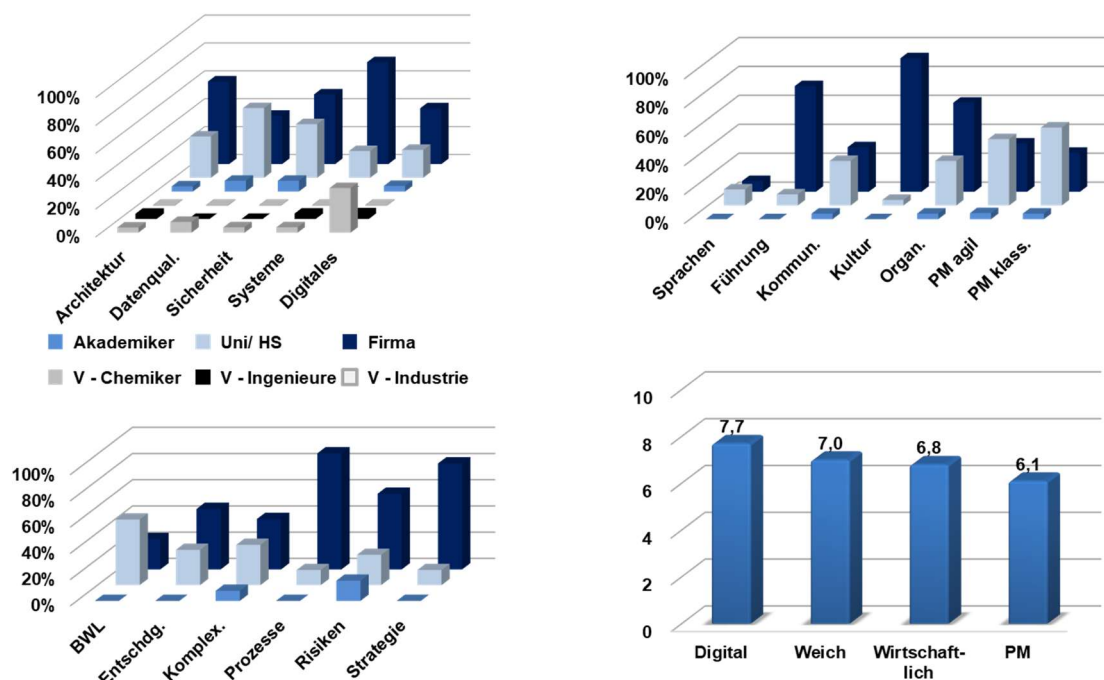 100%
80%
60%
40%
20%
0%
Architektur
Datenqual.
Sicherheit
Systeme
Digitales
100%
80%
60%
40%
20%
0%
Sprachen
Führung
Kommun.
Kultur
Organ.
PM agil
PM klass.
Akademiker Uni/ HS Firma
V - Chemiker V - Ingenieure V - Industrie
100%
80%
60%
40%
20%
0%
BWL
Entschdg.
Komplex.
Prozesse
Risiken
Strategie
10
8
6
4
2
0
7,7
7,0
6,8
6,1
Digital Weich Wirtschaft- PM
lich